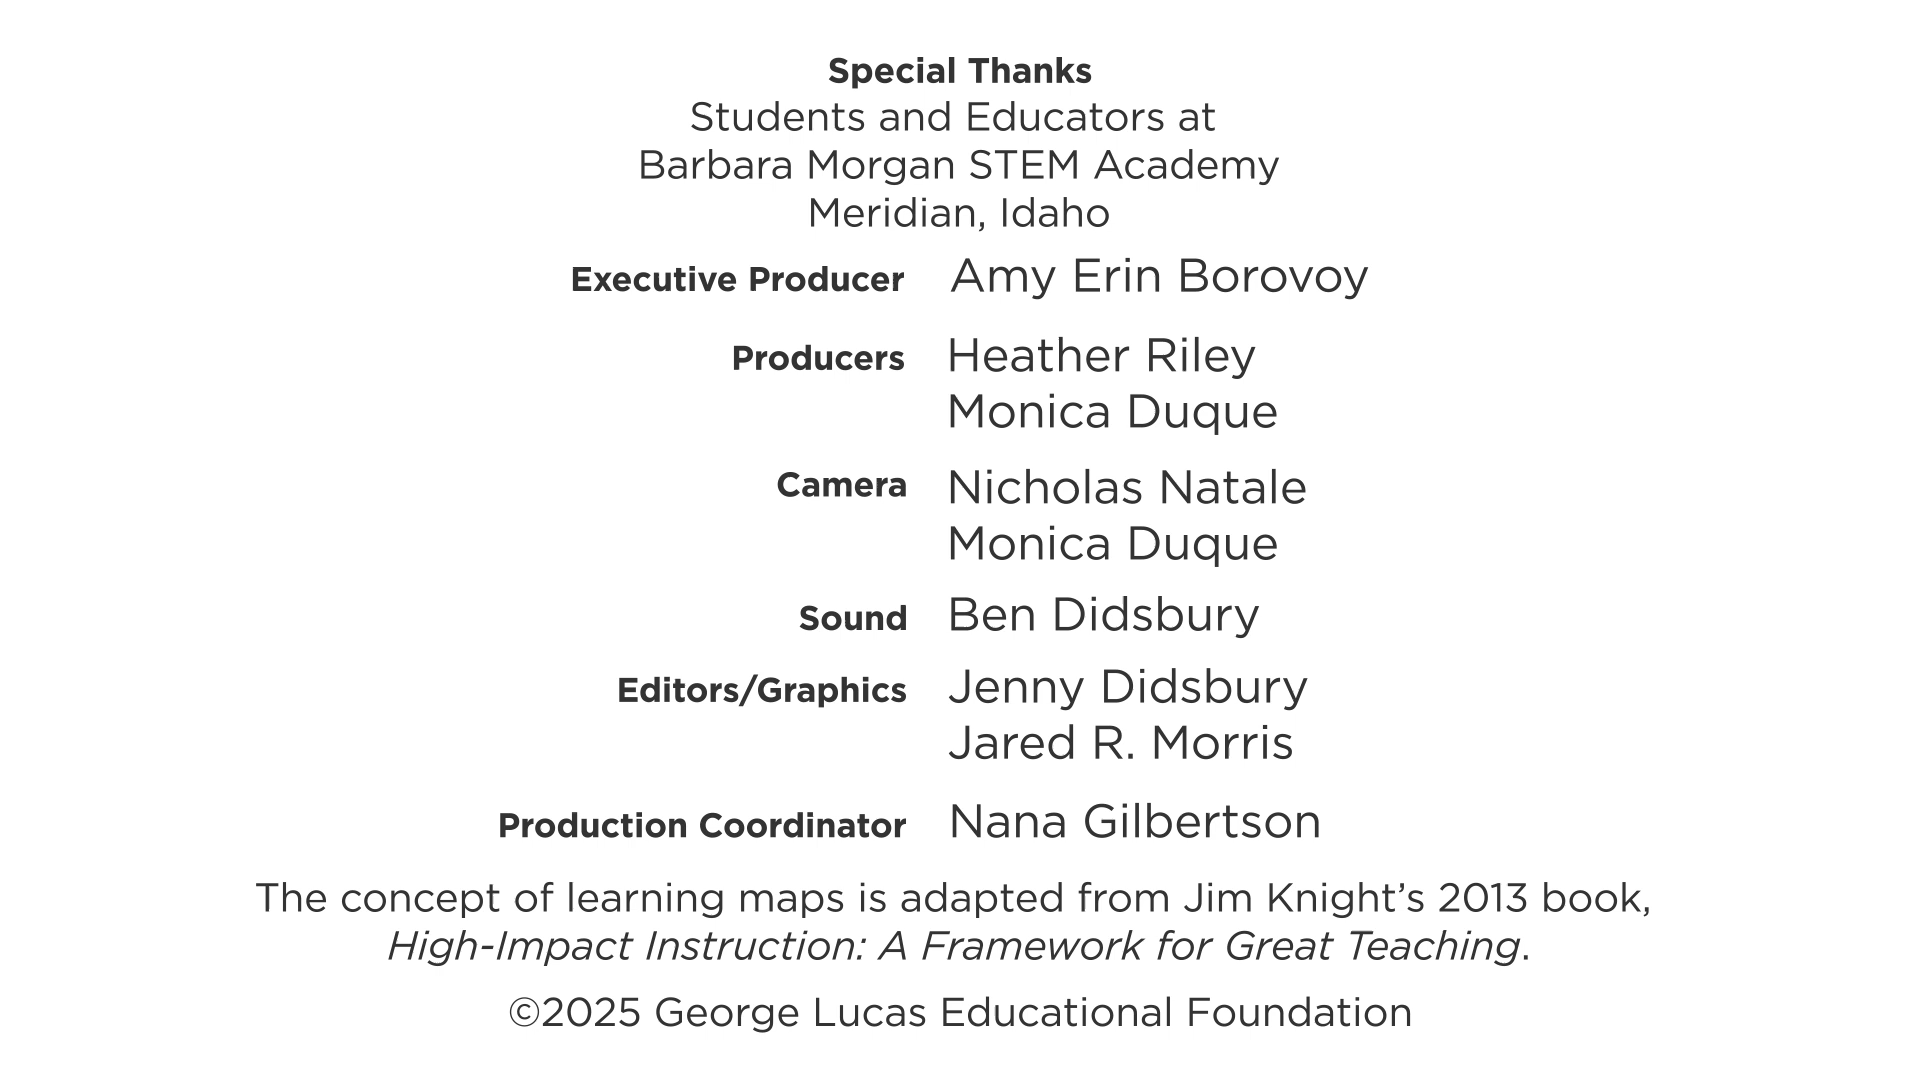 Special Thanks
Students and Educators at
Barbara Morgan STEM Academy
Meridian, Idaho
Executive Producer Amy Erin Borovoy
Producers Heather Riley
Monica Duque
Camera Nicholas Natale
Monica Duque
Sound Ben Didsbury
Editors/Graphics Jenny Didsbury
Jared R. Morris
Production Coordinator Nana Gilbertson
The concept of learning maps is adapted from Jim Knight’s 2013 book,
High-Impact Instruction: A Framework for Great Teaching.
©2025 George Lucas Educational Foundation